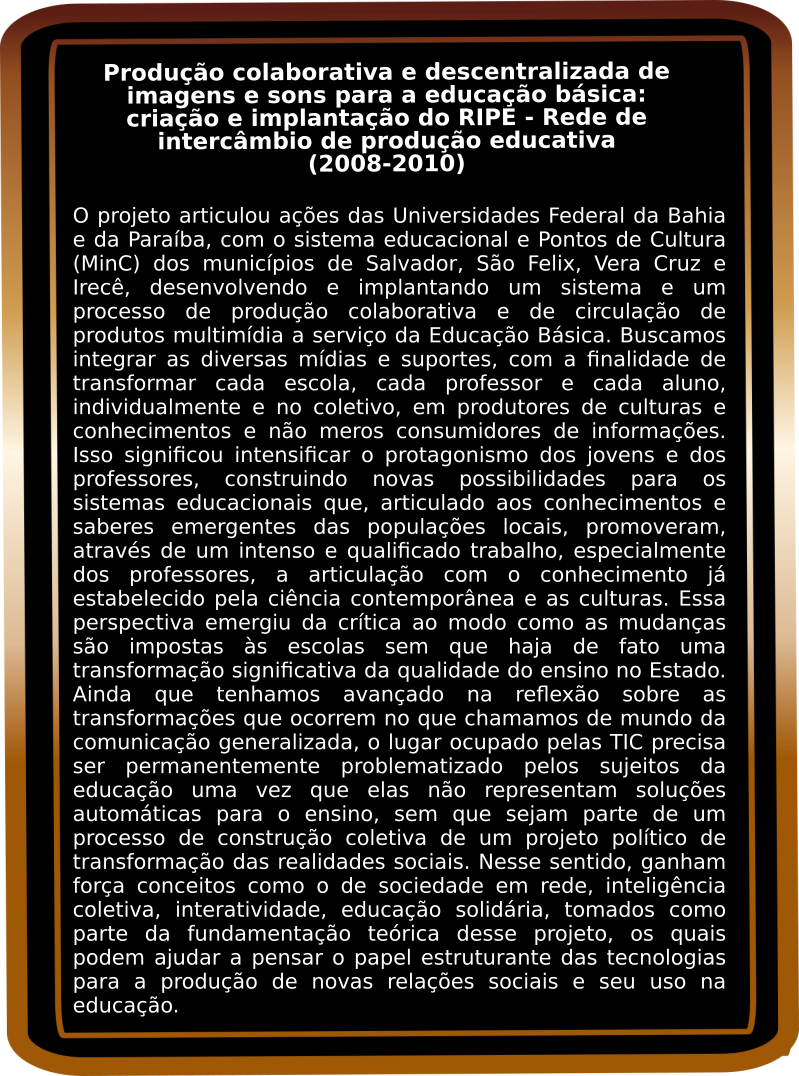 Produção colaborativa e descentralizada de
imagens e sons para a educação básica:
criação e implantação do RIPE - Rede de
intercâmbio de produção educativa
(2008-2010)
O projeto articulou ações das Universidades Federal da Bahia
e da Paraíba, com o sistema educacional e Pontos de Cultura
(MinC) dos municípios de Salvador, São Felix, Vera Cruz e
Irecê, desenvolvendo e implantando um sistema e um
processo de produção colaborativa e de circulação de
produtos multimídia a serviço da Educação Básica. Buscamos
integrar as diversas mídias e suportes, com a finalidade de
transformar cada escola, cada professor e cada aluno,
individualmente e no coletivo, em produtores de culturas e
conhecimentos e não meros consumidores de informações.
Isso significou intensificar o protagonismo dos jovens e dos
professores, construindo novas possibilidades para os
sistemas educacionais que, articulado aos conhecimentos e
saberes emergentes das populações locais, promoveram,
através de um intenso e qualificado trabalho, especialmente
dos professores, a articulação com o conhecimento já
estabelecido pela ciência contemporânea e as culturas. Essa
perspectiva emergiu da crítica ao modo como as mudanças
são impostas às escolas sem que haja de fato uma
transformação significativa da qualidade do ensino no Estado.
Ainda que tenhamos avançado na reflexão sobre as
transformações que ocorrem no que chamamos de mundo da
comunicação generalizada, o lugar ocupado pelas TIC precisa
ser permanentemente problematizado pelos sujeitos da
educação uma vez que elas não representam soluções
automáticas para o ensino, sem que sejam parte de um
processo de construção coletiva de um projeto político de
transformação das realidades sociais. Nesse sentido, ganham
força conceitos como o de sociedade em rede, inteligência
coletiva, interatividade, educação solidária, tomados como
parte da fundamentação teórica desse projeto, os quais
podem ajudar a pensar o papel estruturante das tecnologias
para a produção de novas relações sociais e seu uso na
educação.